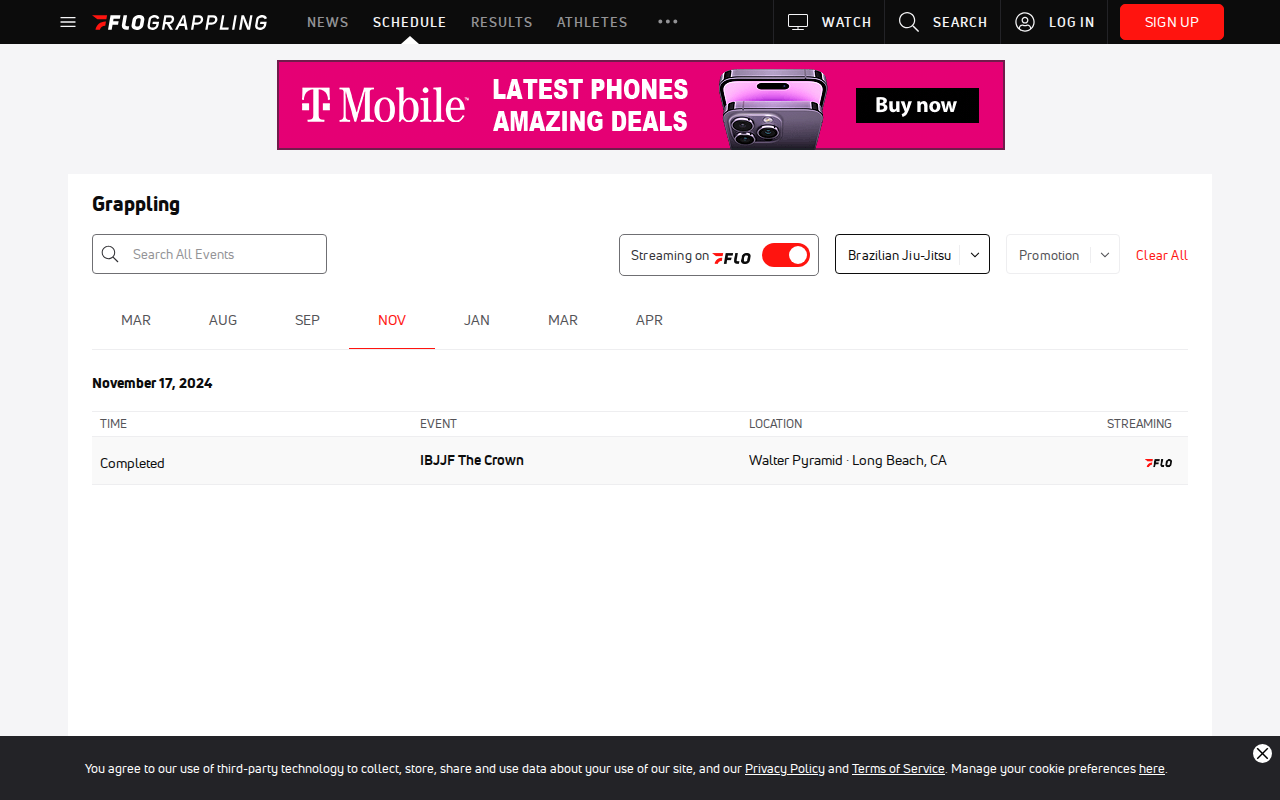 FLOGRAPPLING NEWS SCHEDULE RESULTS ATHLETES WATCH SEARCH LOG IN SIGN UP
T Mobile LATEST PHONES AMAZING DEALS Buy now
Grappling
Search All Events Streaming on FLO Brazilian Jiu-Jitsu Promotion Clear All
MAR AUG SEP NOV JAN MAR APR
November 17, 2024
TIME EVENT LOCATION STREAMING
Completed IBJJF The Crown Walter Pyramid · Long Beach, CA FLO
You agree to our use of third-party technology to collect, store, share and use data about your use of our site, and our Privacy Policy and Terms of Service. Manage your cookie preferences here.